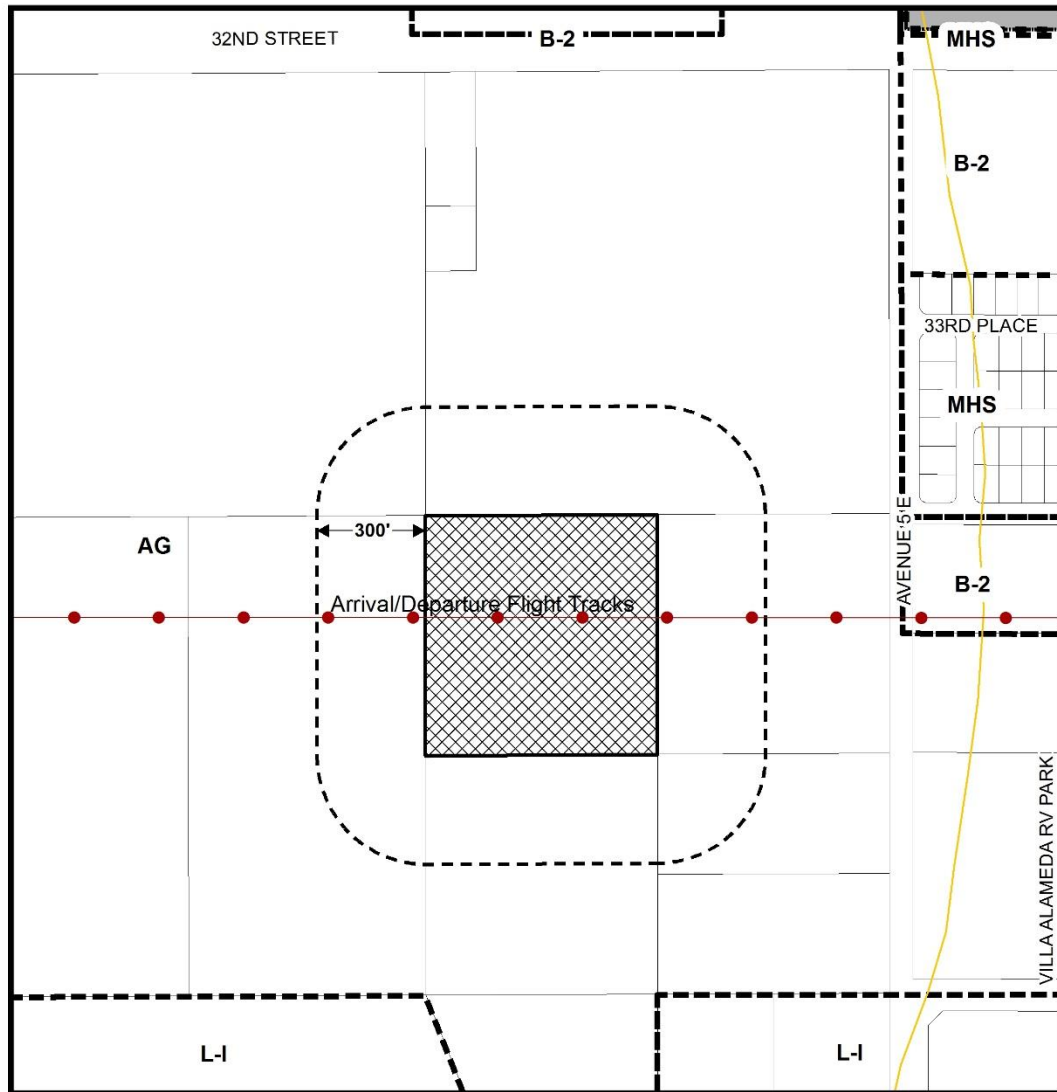 32ND STREET
B-2
MHS
B-2
33RD PLACE
MHS
300'
AVENUE 5 E
AG
B-2
Arrival/Departure Flight Tracks
VILLA ALAMEDA RV PARK
L-I
L-I